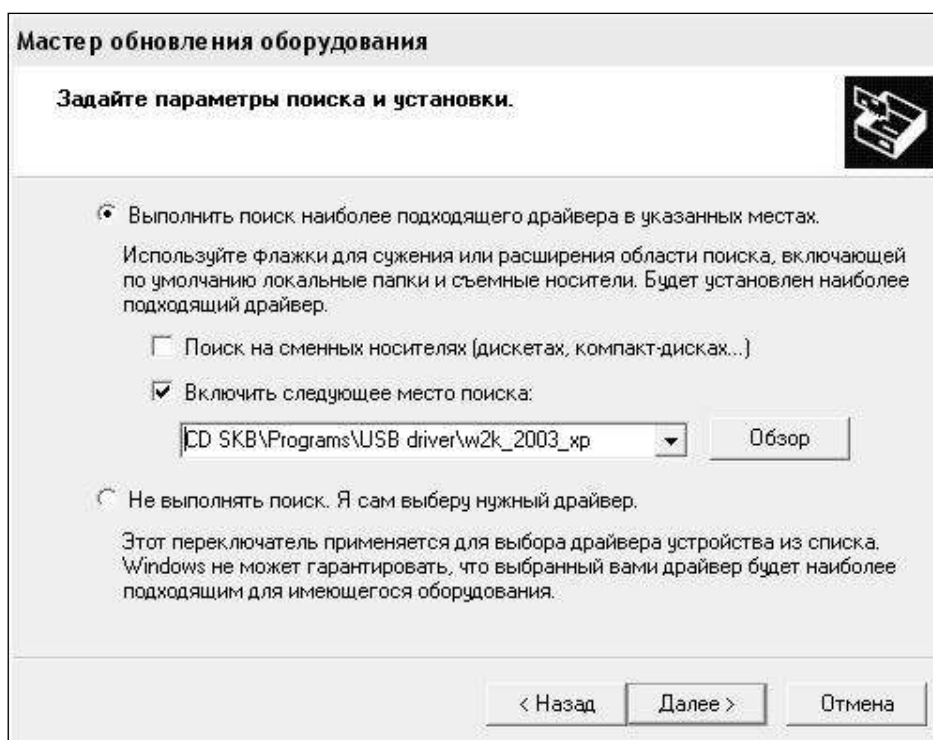 Мастер обновления оборудования
Задайте параметры поиска и установки.
Выполнить поиск наиболее подходящего драйвера в указанных местах.
Используйте флажки для сужения или расширения области поиска, включающей
по умолчанию локальные папки и съемные носители. Будет установлен наиболее
подходящий драйвер.
Поиск на сменных носителях (дискетах, компакт-дисках...)
Включить следующее место поиска:
CD SKB\Programs\USB driver\w2k_2003_xp
Обзор
Не выполнять поиск. Я сам выберу нужный драйвер.
Этот переключатель применяется для выбора драйвера устройства из списка.
Windows не может гарантировать, что выбранный вами драйвер будет наиболее
подходящим для имеющегося оборудования.
< Назад
Далее >
Отмена